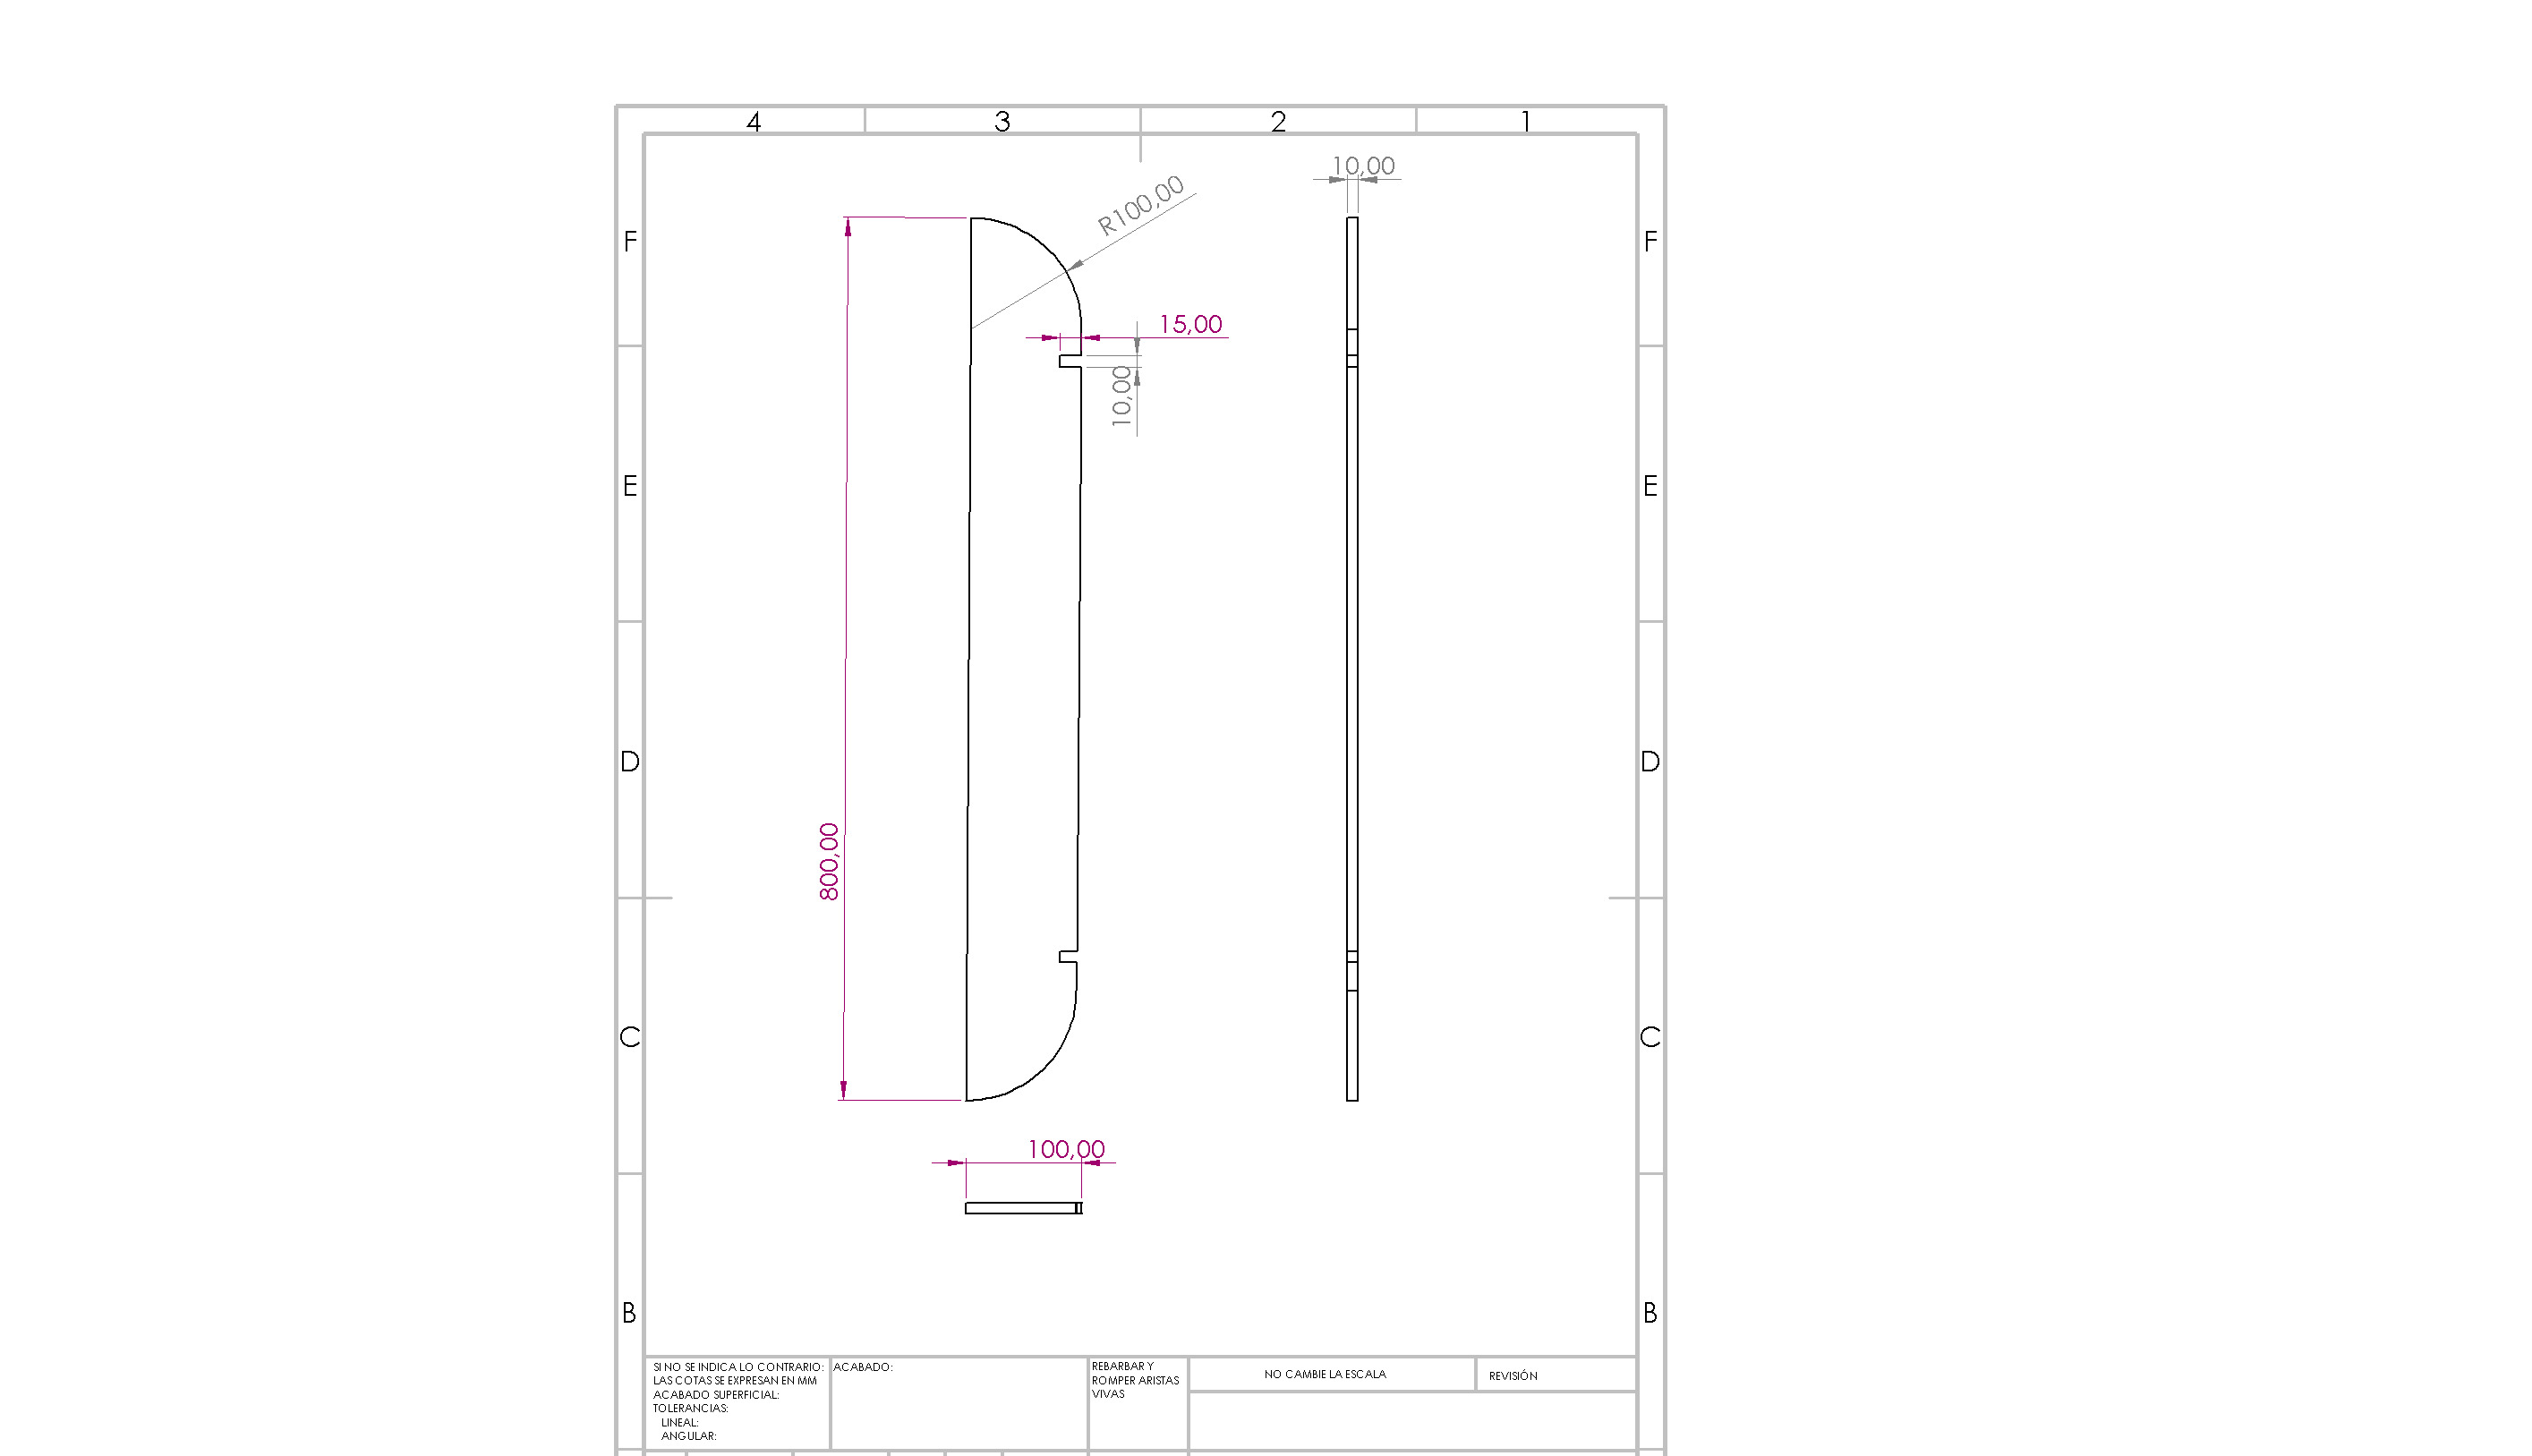 4 3 2 1
10,00
R100,00
F F
15,00
10,00
E E
D D
800,00
C C
100,00
B B
SI NO SE INDICA LO CONTRARIO:
LAS COTAS SE EXPRESAN EN MM
ACABADO SUPERFICIAL:
TOLERANCIAS:
LINEAL:
ANGULAR:
ACABADO:
REBARBAR Y
ROMPER ARISTAS
VIVAS
NO CAMBIE LA ESCALA
REVISIÓN